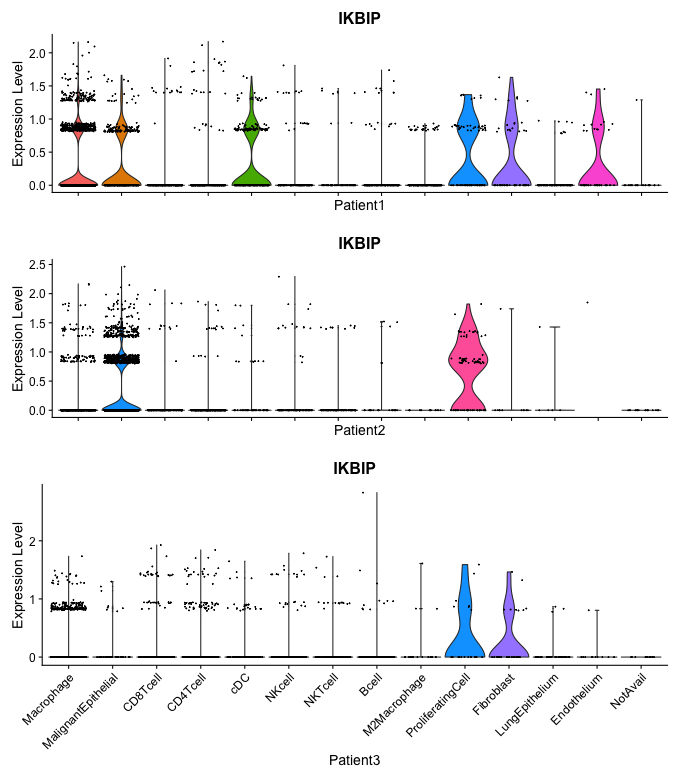 IKBIP
Expression Level
2.0
1.5
1.0
0.5
0.0
Patient1
IKBIP
Expression Level
2.5
2.0
1.5
1.0
0.5
0.0
Patient2
IKBIP
Expression Level
2
1
0
Macrophage
MalignantEpithelial
CD8Tcell
CD4Tcell
cDC
NKcell
NKTcell
Bcell
M2Macrophage
ProliferatingCell
Fibroblast
LungEpithelium
Endothelium
NotAvail
Patient3